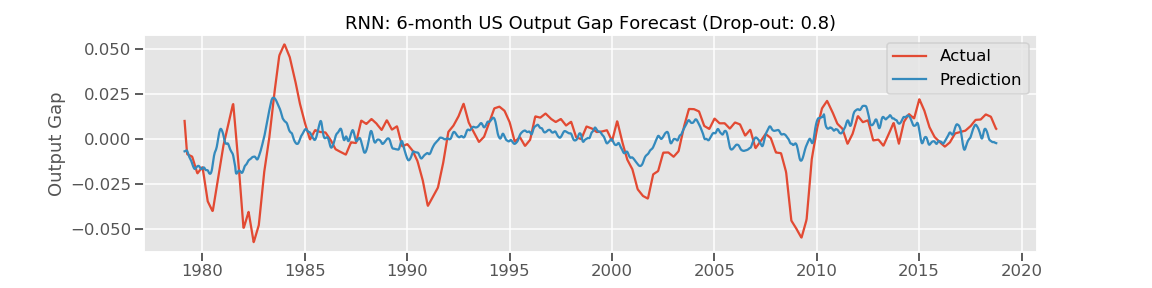 RNN: 6-month US Output Gap Forecast (Drop-out: 0.8)
Output Gap
0.050
0.025
0.000
−0.025
−0.050
Actual
Prediction
1980 1985 1990 1995 2000 2005 2010 2015 2020